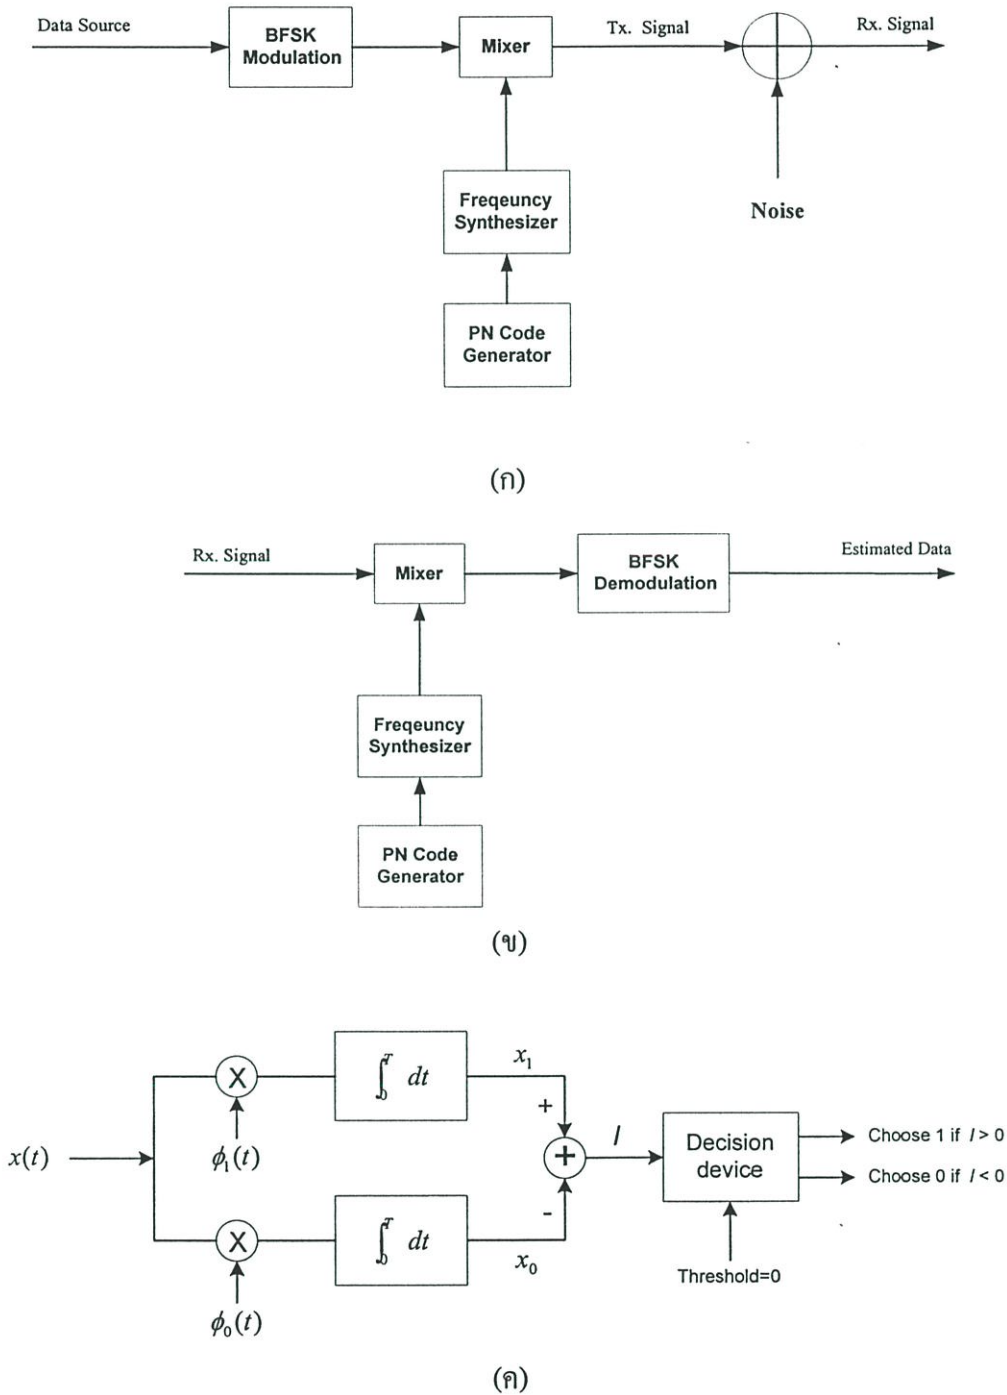 Data Source
BFSK
Modulation
Mixer
Tx. Signal
Rx. Signal
Freqeuncy
Synthesizer
Noise
PN Code
Generator
(ก)
Rx. Signal
Mixer
BFSK
Demodulation
Estimated Data
Freqeuncy
Synthesizer
PN Code
Generator
(ข)
x(t)
X
ϕ₁(t)
∫₀ᵀ dt
x₁
+
+
-
l
Decision
device
Choose 1 if l > 0
Choose 0 if l < 0
Threshold=0
X
ϕ₀(t)
∫₀ᵀ dt
x₀
(ค)